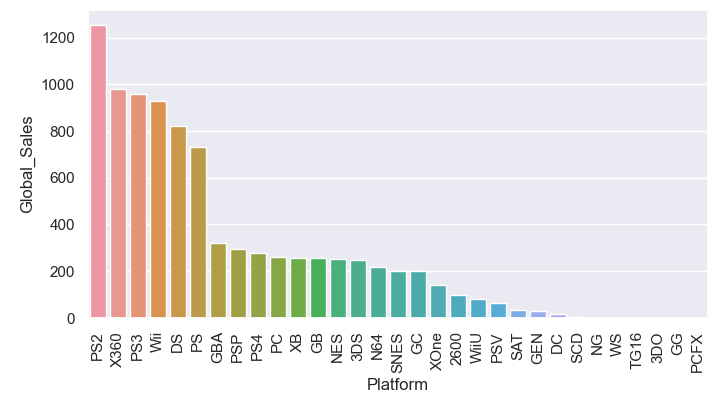 1200
1000
800
600
400
200
0
Global_Sales
PS2 X360 PS3 Wii DS PS GBA PSP PS4 PC XB GB NES 3DS N64 SNES GC XOne 2600 WiiU PSV SAT GEN DC SCD NG WS TG16 3DO GG PCFX
Platform